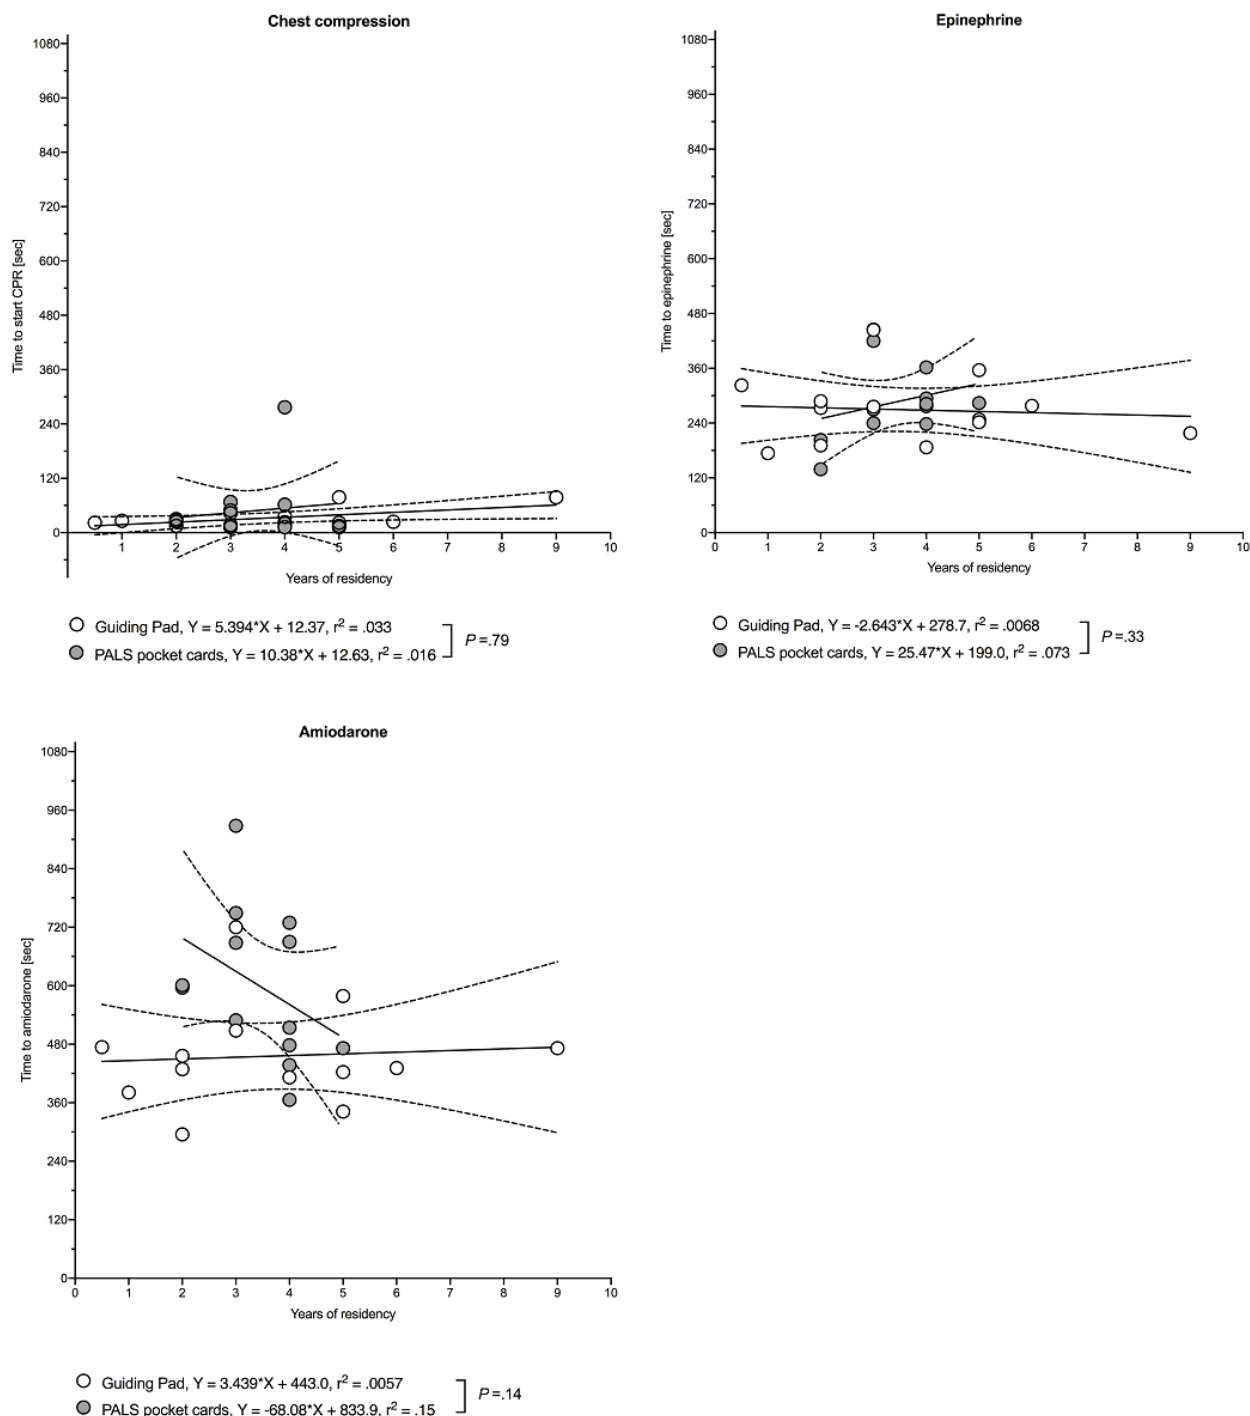 Chest compression
1080
960
840
720
600
480
360
240
120
0
Time to start CPR [sec]
1 2 3 4 5 6 7 8 9 10
Years of residency
Guiding Pad, Y = 5.394*X + 12.37, r² = .033
PALS pocket cards, Y = 10.38*X + 12.63, r² = .016
P=.79
Epinephrine
1080
960
840
720
600
480
360
240
120
0
Time to epinephrine [sec]
0 1 2 3 4 5 6 7 8 9 10
Years of residency
Guiding Pad, Y = -2.643*X + 278.7, r² = .0068
PALS pocket cards, Y = 25.47*X + 199.0, r² = .073
P=.33
Amiodarone
1080
960
840
720
600
480
360
240
120
0
Time to amiodarone [sec]
0 1 2 3 4 5 6 7 8 9 10
Years of residency
Guiding Pad, Y = 3.439*X + 443.0, r² = .0057
PALS pocket cards, Y = -68.08*X + 833.9, r² = .15
P=.14